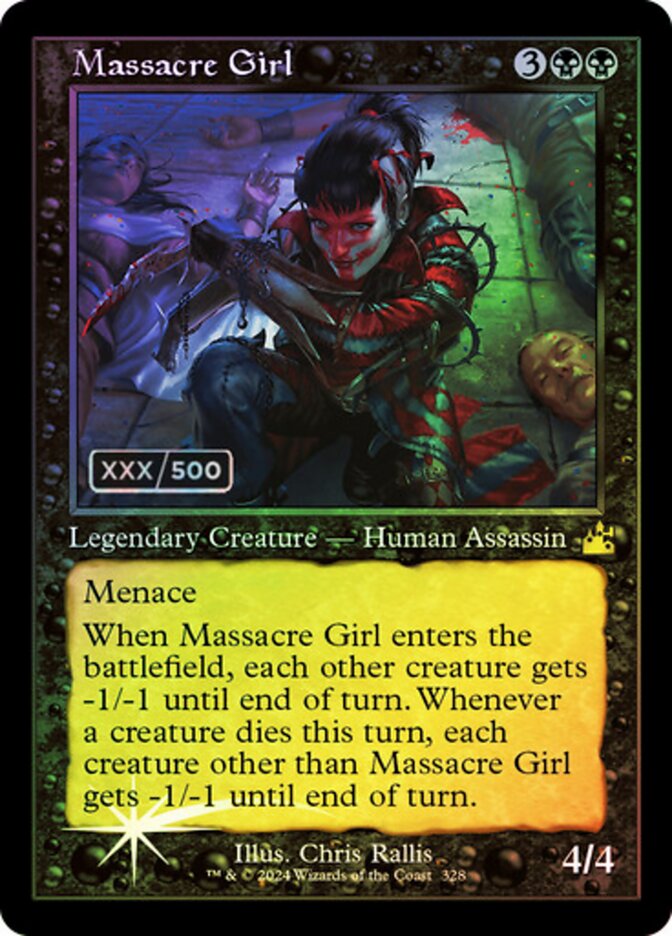 Massacre Girl 3
XXX/500
Legendary Creature — Human Assassin
Menace
When Massacre Girl enters the
battlefield, each other creature gets
-1/-1 until end of turn. Whenever
a creature dies this turn, each
creature other than Massacre Girl
gets -1/-1 until end of turn.
Illus. Chris Rallis
4/4
™ & © 2024 Wizards of the Coast 328